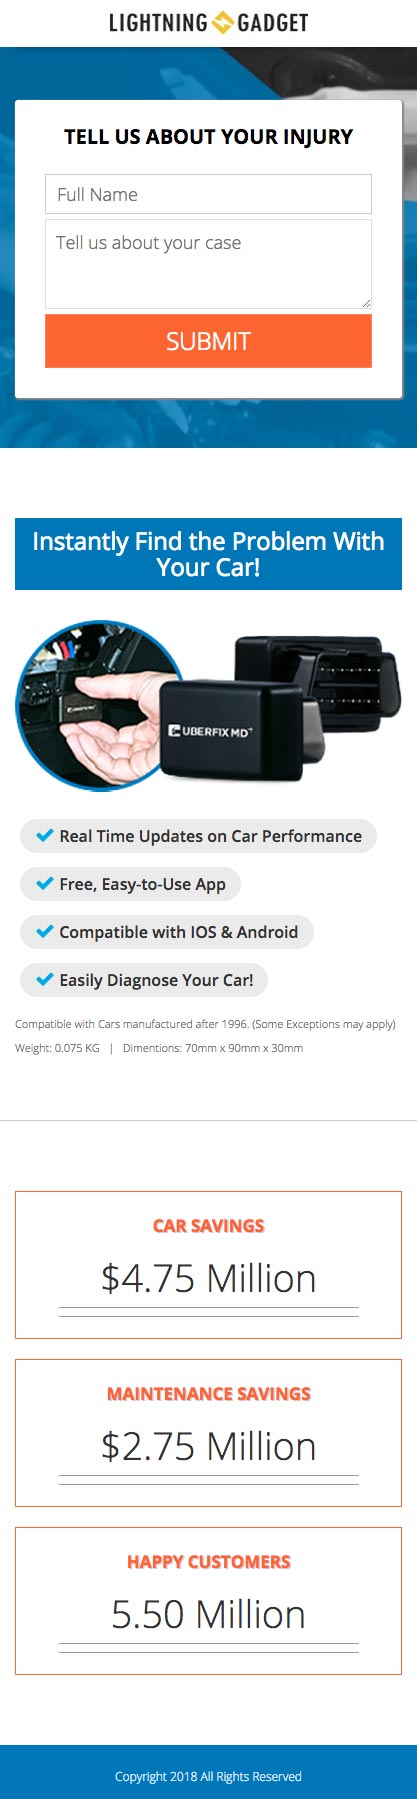 LIGHTNING GADGET
TELL US ABOUT YOUR INJURY
Full Name
Tell us about your case
SUBMIT
Instantly Find the Problem With
Your Car!
UBERFIX MD+
Real Time Updates on Car Performance
Free, Easy-to-Use App
Compatible with IOS & Android
Easily Diagnose Your Car!
Compatible with Cars manufactured after 1996. (Some Exceptions may apply)
Weight: 0.075 KG | Dimentions: 70mm x 90mm x 30mm
CAR SAVINGS
$4.75 Million
MAINTENANCE SAVINGS
$2.75 Million
HAPPY CUSTOMERS
5.50 Million
Copyright 2018 All Rights Reserved